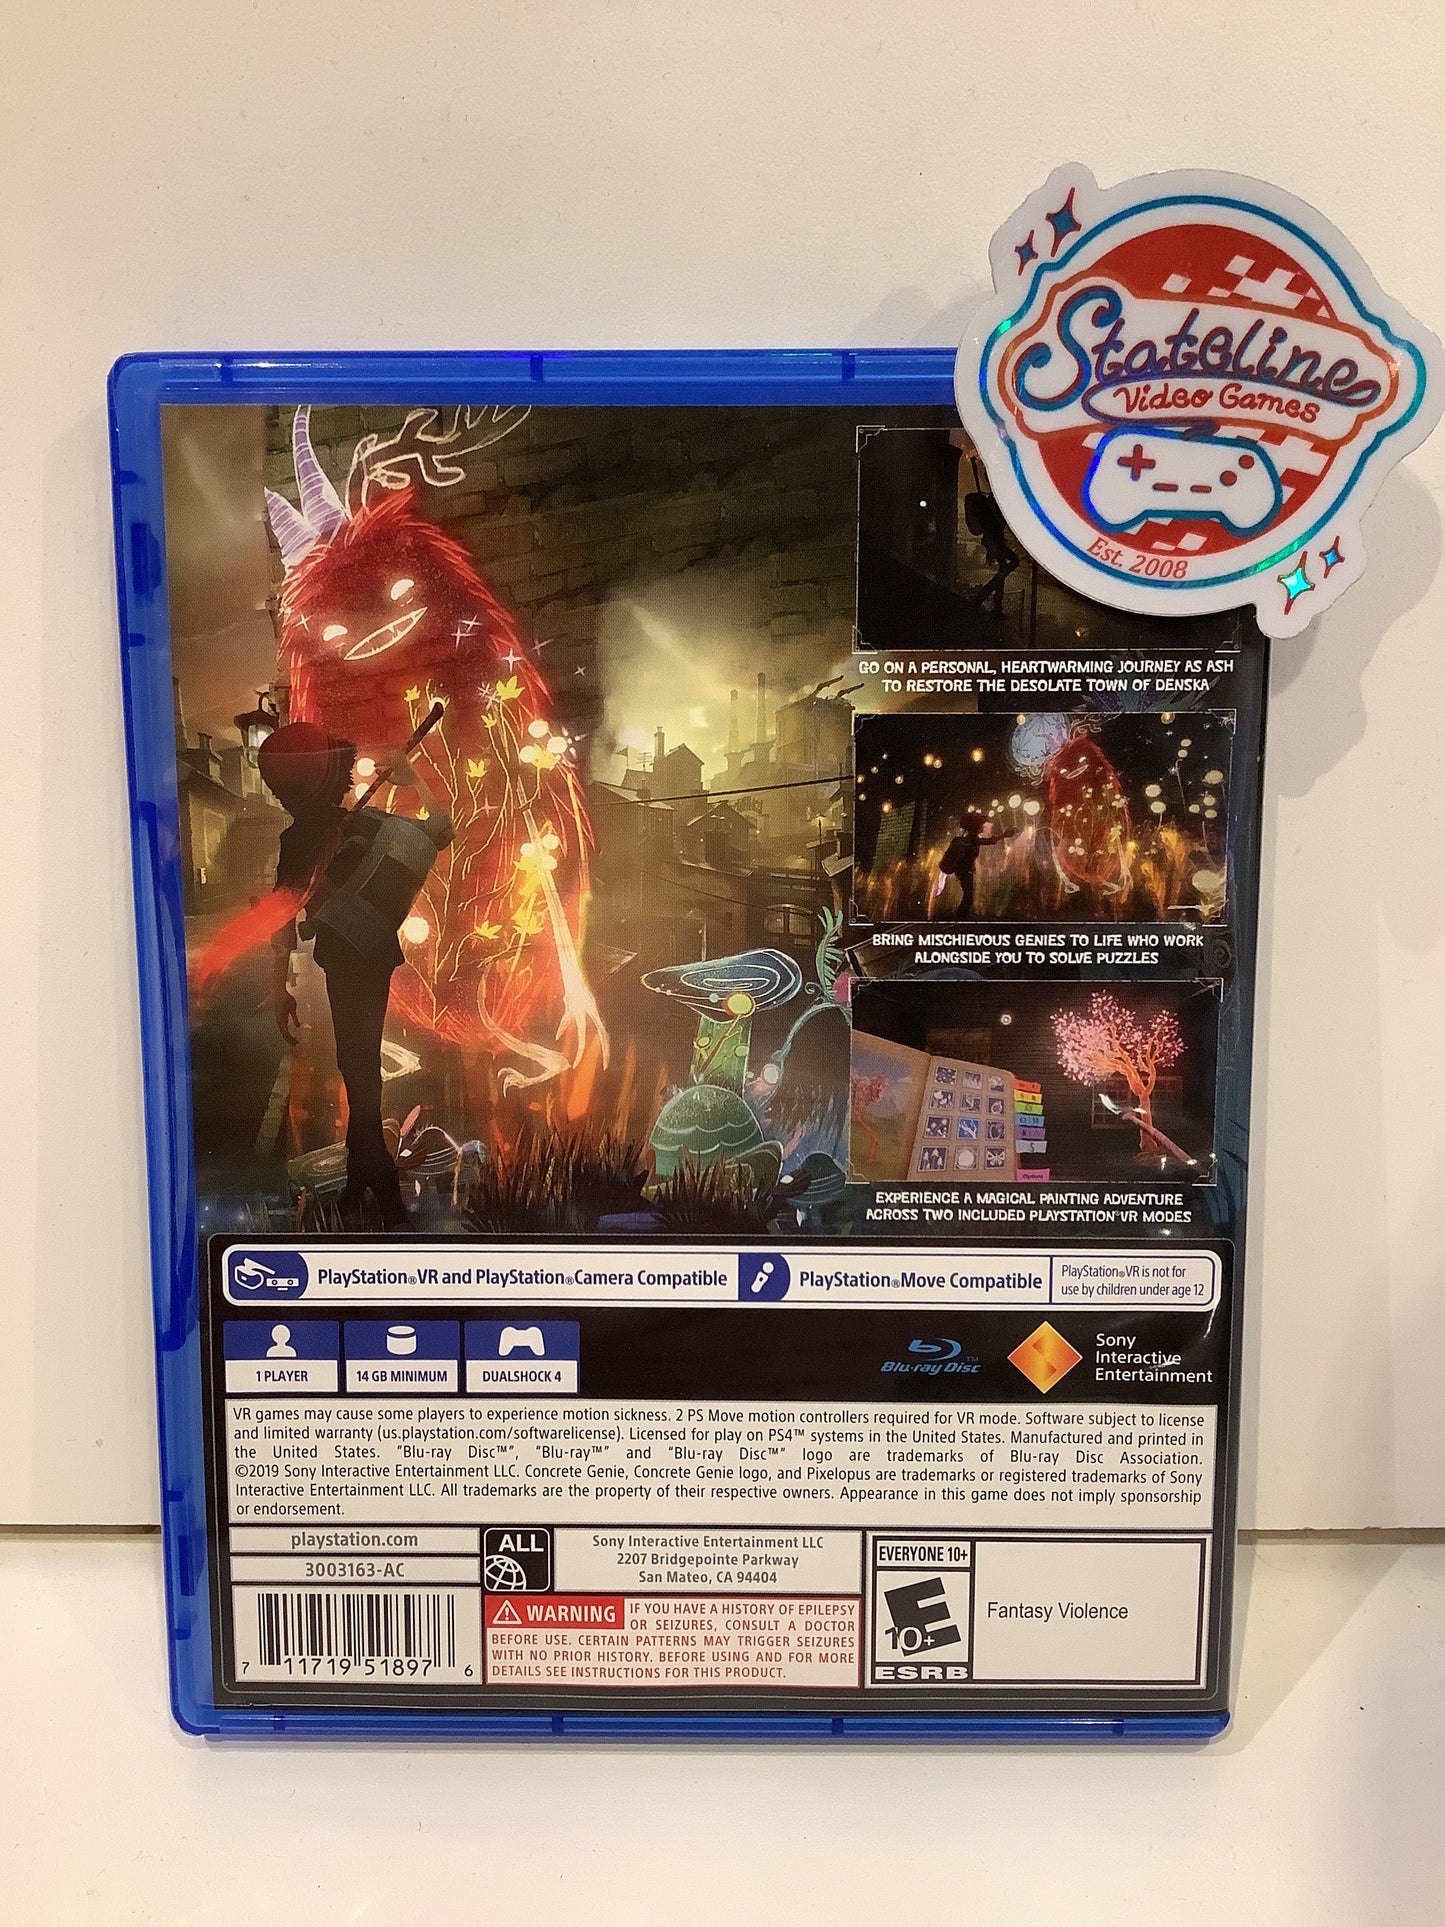 Stateline
Video Games
Est. 2008
GO ON A PERSONAL, HEARTWARMING JOURNEY AS ASH
TO RESTORE THE DESOLATE TOWN OF DENSKA
BRING MISCHIEVOUS GENIES TO LIFE WHO WORK
ALONGSIDE YOU TO SOLVE PUZZLES
Options
EXPERIENCE A MAGICAL PAINTING ADVENTURE
ACROSS TWO INCLUDED PLAYSTATION®VR MODES
PlayStation®VR and PlayStation®Camera Compatible
PlayStation®Move Compatible
PlayStation®VR is not for
use by children under age 12
1 PLAYER
14 GB MINIMUM
DUALSHOCK 4
Blu-ray Disc™
Sony
Interactive
Entertainment
VR games may cause some players to experience motion sickness. 2 PS Move motion controllers required for VR mode. Software subject to license
and limited warranty (us.playstation.com/softwarelicense). Licensed for play on PS4™ systems in the United States. Manufactured and printed in
the United States. “Blu-ray Disc™”, “Blu-ray™” and “Blu-ray Disc™” logo are trademarks of Blu-ray Disc Association.
©2019 Sony Interactive Entertainment LLC. Concrete Genie, Concrete Genie logo, and Pixelopus are trademarks or registered trademarks of Sony
Interactive Entertainment LLC. All trademarks are the property of their respective owners. Appearance in this game does not imply sponsorship
or endorsement.
playstation.com
3003163-AC
7 11719 51897 6
ALL
Sony Interactive Entertainment LLC
2207 Bridgepointe Parkway
San Mateo, CA 94404
WARNING IF YOU HAVE A HISTORY OF EPILEPSY
OR SEIZURES, CONSULT A DOCTOR
BEFORE USE. CERTAIN PATTERNS MAY TRIGGER SEIZURES
WITH NO PRIOR HISTORY. BEFORE USING AND FOR MORE
DETAILS SEE INSTRUCTIONS FOR THIS PRODUCT.
EVERYONE 10+
E
10+
ESRB
Fantasy Violence